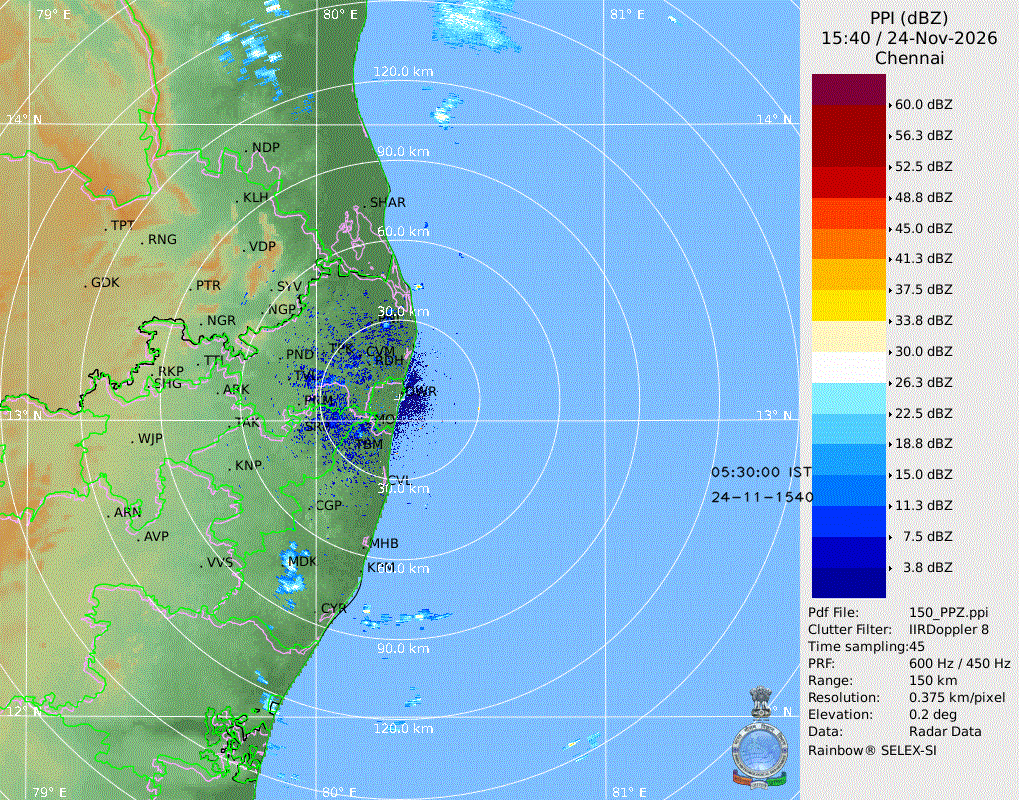 PPI (dBZ)
15:40 / 24-Nov-2026
Chennai
60.0 dBZ
56.3 dBZ
52.5 dBZ
48.8 dBZ
45.0 dBZ
41.3 dBZ
37.5 dBZ
33.8 dBZ
30.0 dBZ
26.3 dBZ
22.5 dBZ
18.8 dBZ
15.0 dBZ
11.3 dBZ
7.5 dBZ
3.8 dBZ
Pdf File: 150_PPZ.ppi
Clutter Filter: IIRDoppler 8
Time sampling:45
PRF: 600 Hz / 450 Hz
Range: 150 km
Resolution: 0.375 km/pixel
Elevation: 0.2 deg
Data: Radar Data
Rainbow® SELEX-SI
79° E 80° E 81° E
120.0 km
14° N 14° N
NDP 90.0 km
KLH SHAR
TPT 60.0 km
RNG VDP
GDK PTR SYV
NGP 30.0 km
NGR
PND
TTI
RKP
SHG
ARK
13° N 13° N
TAK
WJP
KNP
05:30:00 IST
CVL
30.0 km
24-11-1540
CGP
ARN
AVP MHB
VVS MDK
CYR
90.0 km
12° N N
120.0 km
79° E 80° E 81° E